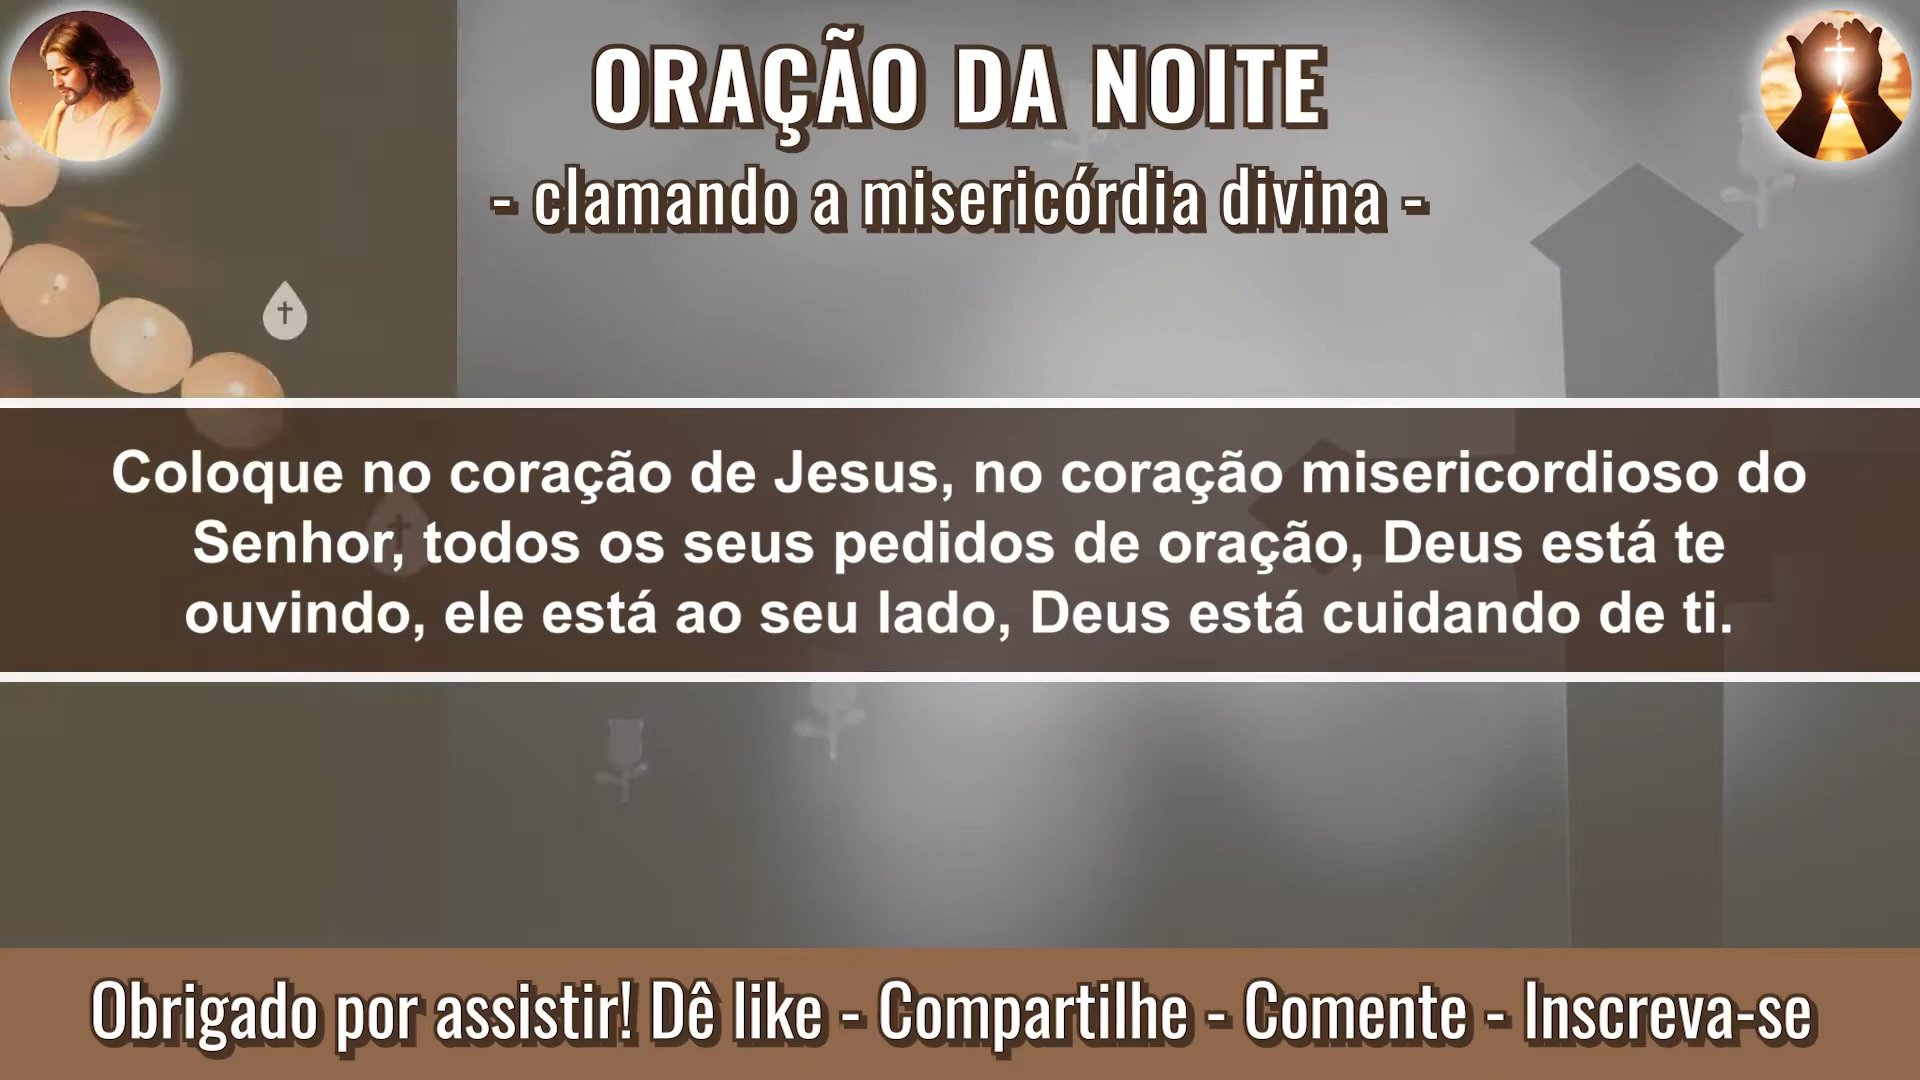 ORAÇÃO DA NOITE
- clamando a misericórdia divina -
Coloque no coração de Jesus, no coração misericordioso do
Senhor, todos os seus pedidos de oração, Deus está te
ouvindo, ele está ao seu lado, Deus está cuidando de ti.
Obrigado por assistir! Dê like - Compartilhe - Comente - Inscreva-se